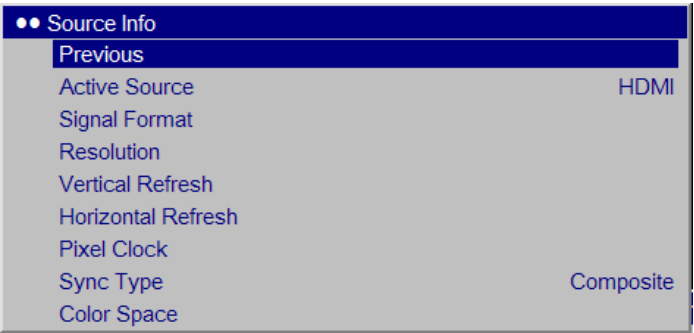 Source Info
Previous
Active Source HDMI
Signal Format
Resolution
Vertical Refresh
Horizontal Refresh
Pixel Clock
Sync Type Composite
Color Space